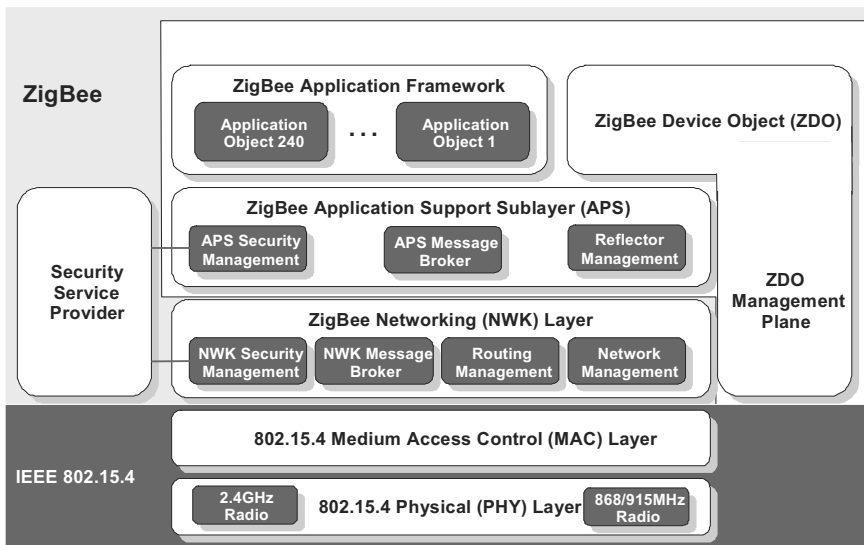 ZigBee
ZigBee Application Framework
Application
Object 240
...
Application
Object 1
ZigBee Device Object (ZDO)
Security
Service
Provider
ZigBee Application Support Sublayer (APS)
APS Security
Management
APS Message
Broker
Reflector
Management
ZDO
Management
Plane
ZigBee Networking (NWK) Layer
NWK Security
Management
NWK Message
Broker
Routing
Management
Network
Management
IEEE 802.15.4
802.15.4 Medium Access Control (MAC) Layer
2.4GHz
Radio
802.15.4 Physical (PHY) Layer
868/915MHz
Radio